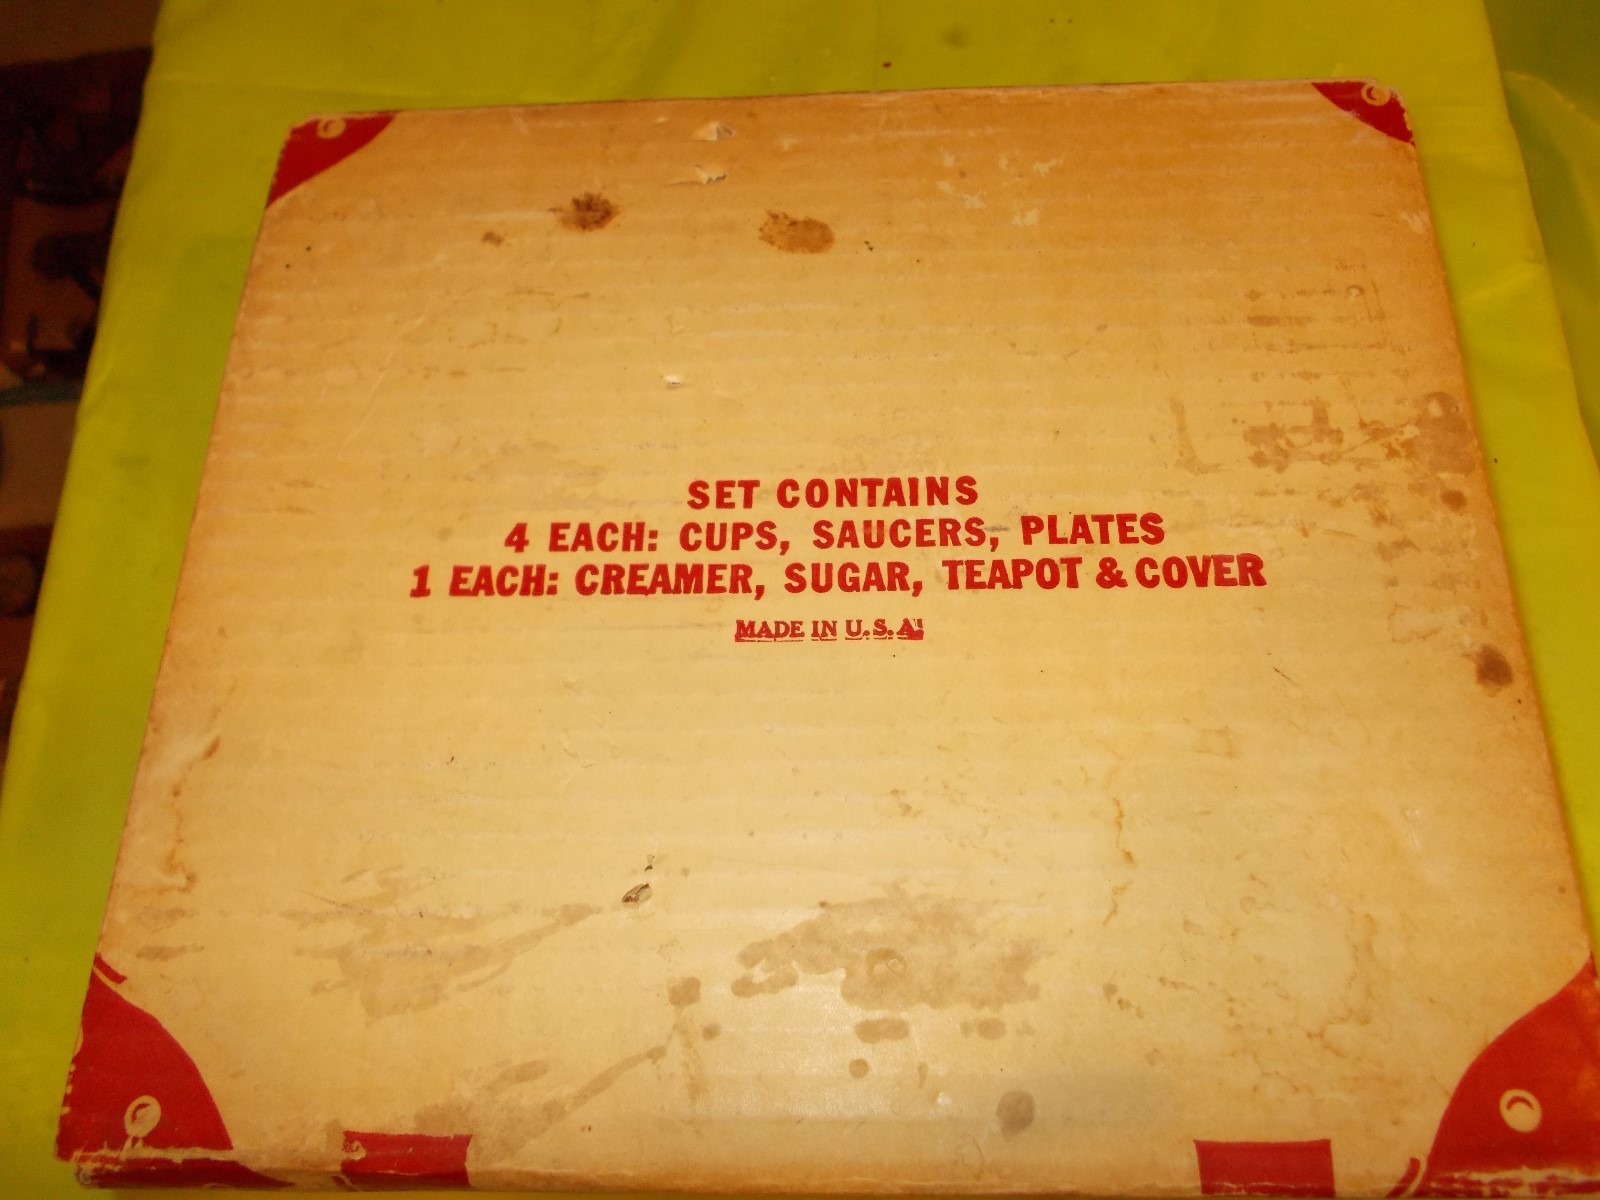 SET CONTAINS
4 EACH: CUPS, SAUCERS, PLATES
1 EACH: CREAMER, SUGAR, TEAPOT & COVER
MADE IN U.S.A.